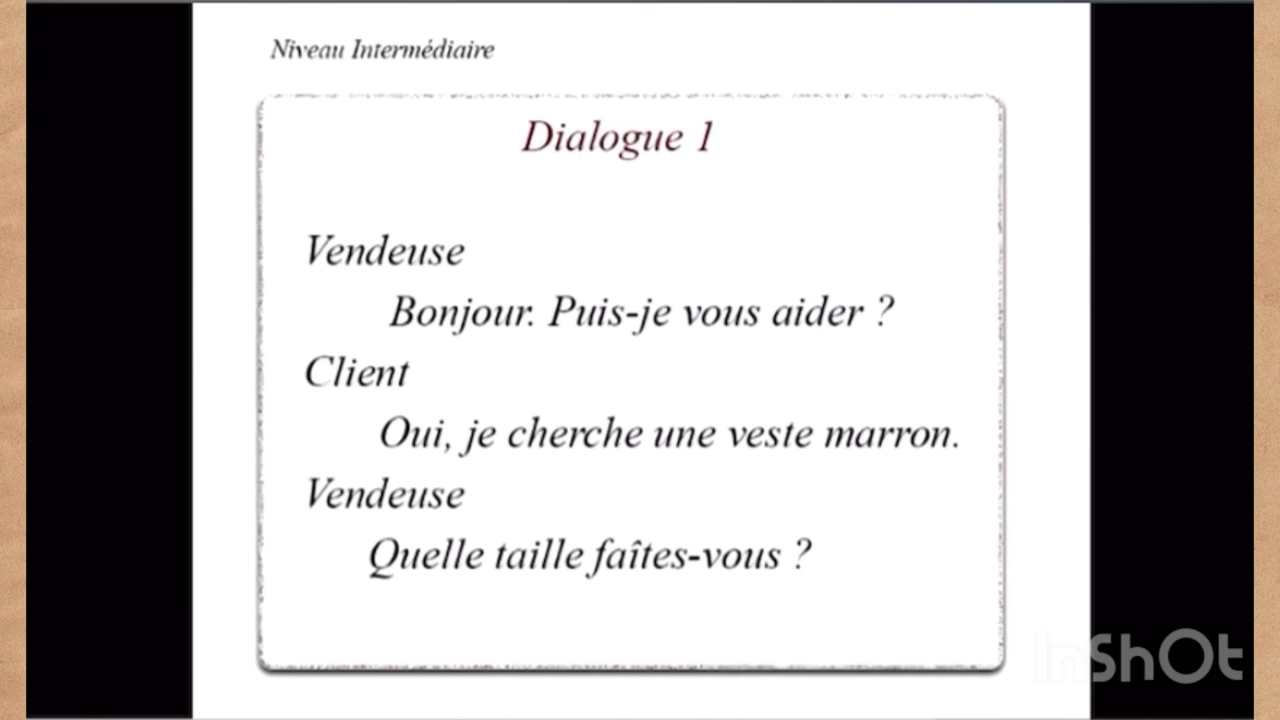 Niveau Intermédiaire
Dialogue 1
Vendeuse
Bonjour. Puis-je vous aider ?
Client
Oui, je cherche une veste marron.
Vendeuse
Quelle taille faîtes-vous ?
InShOt